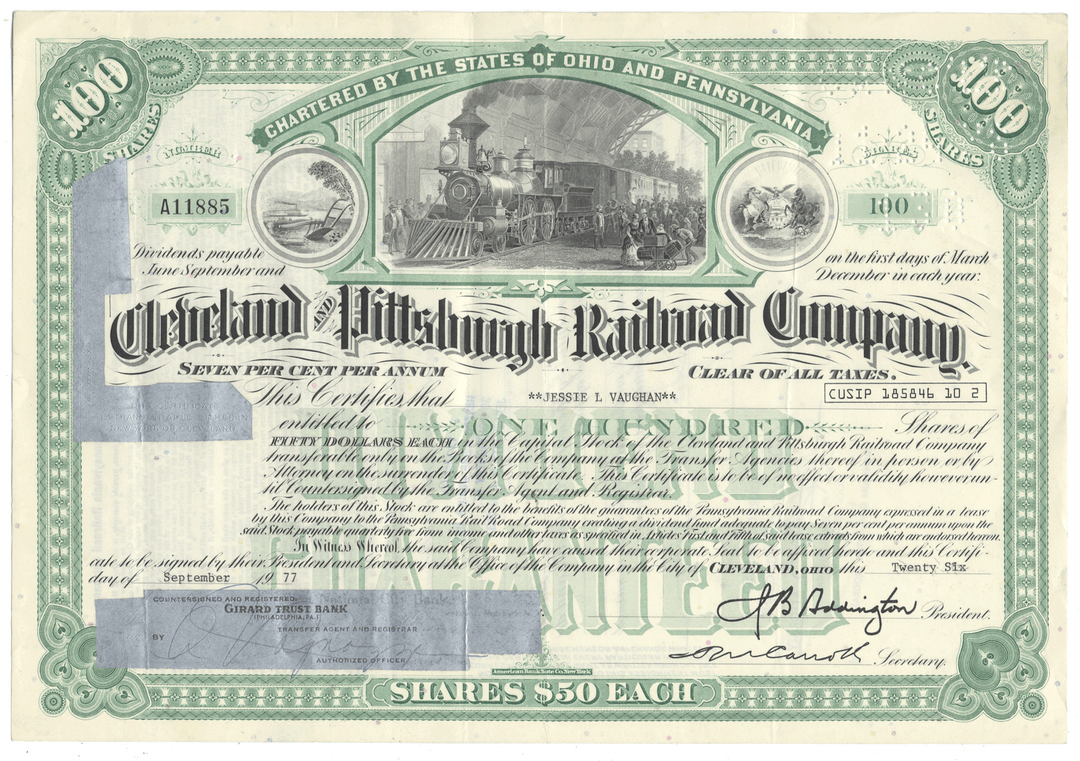 100
SHARES
CHARTERED BY THE STATES OF OHIO AND PENNSYLVANIA
100
SHARES
NUMBER
A11885
SHARES
100
Dividends payable on the first days of March
June September and December in each year.
Cleveland AND Pittsburgh Railroad Company,
SEVEN PER CENT PER ANNUM CLEAR OF ALL TAXES.
CUSIP 185846 10 2
This Certifies, that **JESSIE L VAUGHAN**
entitled to ONE HUNDRED Shares of
FIFTY DOLLARS EACH in the Capital Stock of the Cleveland and Pittsburgh Railroad Company
transferable only on the Books of the Company at the Transfer Agencies thereof in person or by
Attorney on the surrender of this Certificate. This Certificate is to be of no effect or validity however un-
til Countersigned by the Transfer Agent and Registrar.
The holders of this Stock are entitled to the benefits of the guarantees of the Pennsylvania Railroad Company expressed in a lease
by this Company to the Pennsylvania Rail Road Company creating a dividend fund adequate to pay Seven per cent per annum upon the
said Stock payable quarterly fee from income and other taxes as specified in Articles First and Fifth of said lease extracts from which are endorsed hereon.
In Witness Whereof, the said Company have caused their corporate Seal to be affixed hereto and this Certifi-
cate to be signed by their President and Secretary at the Office of the Company in the City of CLEVELAND, OHIO this Twenty Six
day of September 1977
COUNTERSIGNED AND REGISTERED:
GIRARD TRUST BANK
(PHILADELPHIA, PA.)
TRANSFER AGENT AND REGISTRAR
BY
AUTHORIZED OFFICER
J B Addington President.
Secretary.
American Bank Note Co. New York
SHARES $50 EACH